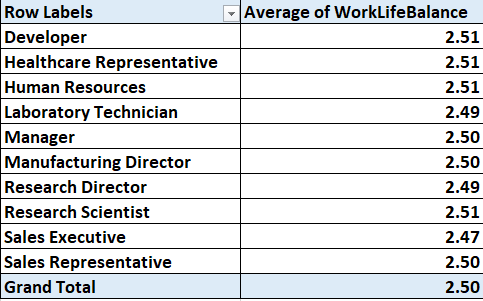 Row Labels Average of WorkLifeBalance
Developer 2.51
Healthcare Representative 2.51
Human Resources 2.51
Laboratory Technician 2.49
Manager 2.50
Manufacturing Director 2.50
Research Director 2.49
Research Scientist 2.51
Sales Executive 2.47
Sales Representative 2.50
Grand Total 2.50